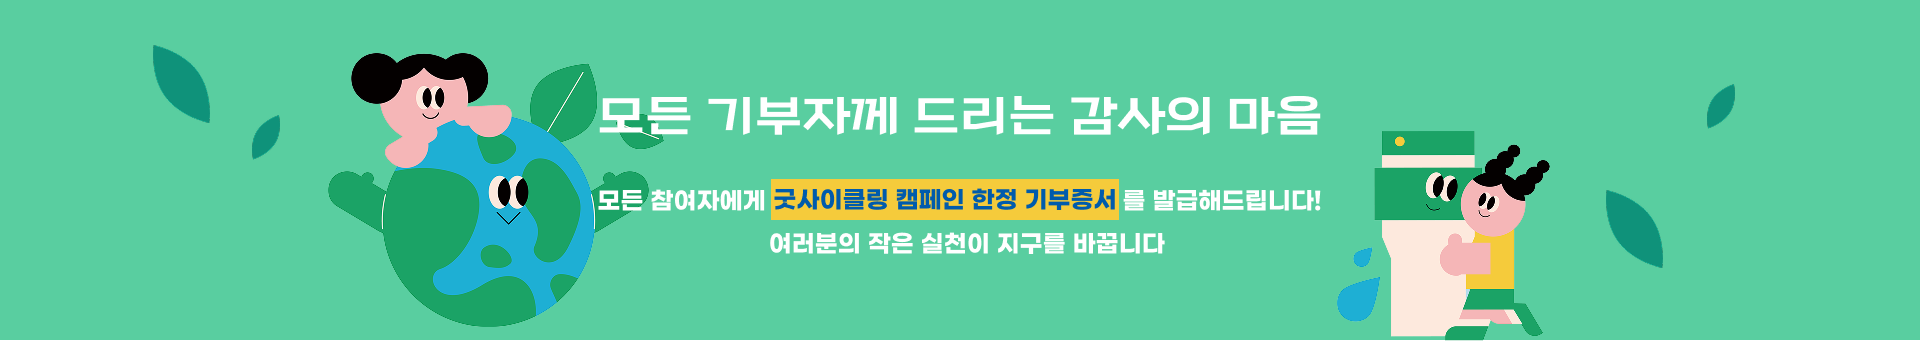 모든 기부자께 드리는 감사의 마음
모든 참여자에게 굿사이클링 캠페인 한정 기부증서 를 발급해드립니다!
여러분의 작은 실천이 지구를 바꿉니다